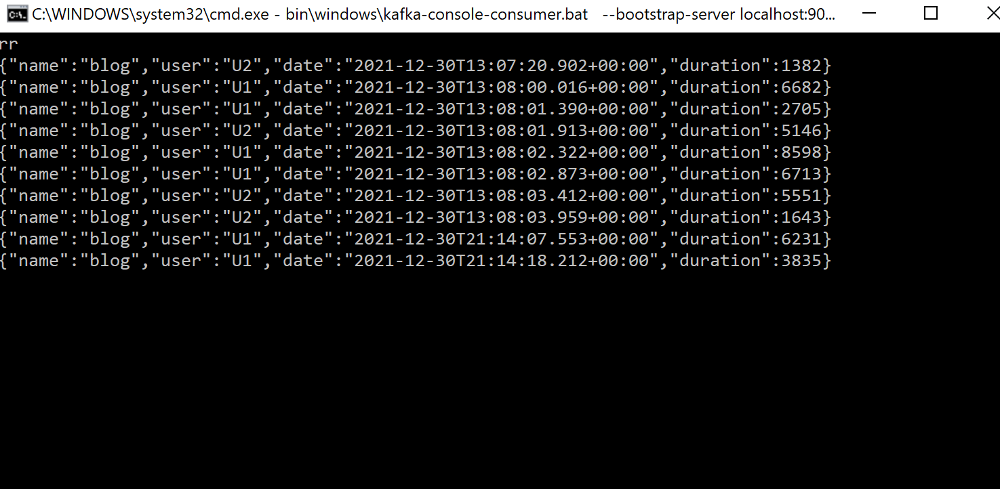 C:\WINDOWS\system32\cmd.exe - bin\windows\kafka-console-consumer.bat --bootstrap-server localhost:90...
rr
{"name":"blog","user":"U2","date":"2021-12-30T13:07:20.902+00:00","duration":1382}
{"name":"blog","user":"U1","date":"2021-12-30T13:08:00.016+00:00","duration":6682}
{"name":"blog","user":"U1","date":"2021-12-30T13:08:01.390+00:00","duration":2705}
{"name":"blog","user":"U2","date":"2021-12-30T13:08:01.913+00:00","duration":5146}
{"name":"blog","user":"U1","date":"2021-12-30T13:08:02.322+00:00","duration":8598}
{"name":"blog","user":"U1","date":"2021-12-30T13:08:02.873+00:00","duration":6713}
{"name":"blog","user":"U2","date":"2021-12-30T13:08:03.412+00:00","duration":5551}
{"name":"blog","user":"U2","date":"2021-12-30T13:08:03.959+00:00","duration":1643}
{"name":"blog","user":"U1","date":"2021-12-30T21:14:07.553+00:00","duration":6231}
{"name":"blog","user":"U1","date":"2021-12-30T21:14:18.212+00:00","duration":3835}